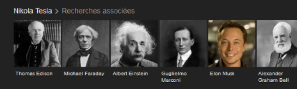 Nikola Tesla > Recherches associées
Thomas Edison
Michael Faraday
Albert Einstein
Guglielmo
Marconi
Elon Musk
Alexander
Graham Bell